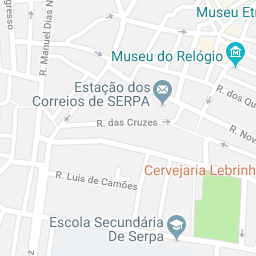 Museu Et
Museu do Relógio
ogresso
R. Manuel Dias N
Estação dos
Correios de SERPA
R. dos Qu
R. das Cruzes
R. Nov
Cervejaria Lebrinh
R. Luis de Camões
Escola Secundária
De Serpa